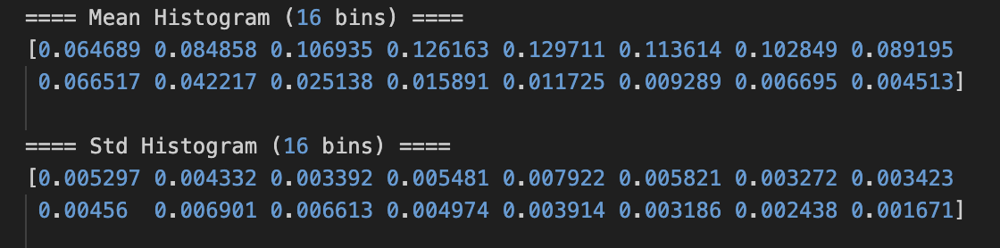 ==== Mean Histogram (16 bins) ====
[0.064689 0.084858 0.106935 0.126163 0.129711 0.113614 0.102849 0.089195
 0.066517 0.042217 0.025138 0.015891 0.011725 0.009289 0.006695 0.004513]
==== Std Histogram (16 bins) ====
[0.005297 0.004332 0.003392 0.005481 0.007922 0.005821 0.003272 0.003423
 0.00456  0.006901 0.006613 0.004974 0.003914 0.003186 0.002438 0.001671]